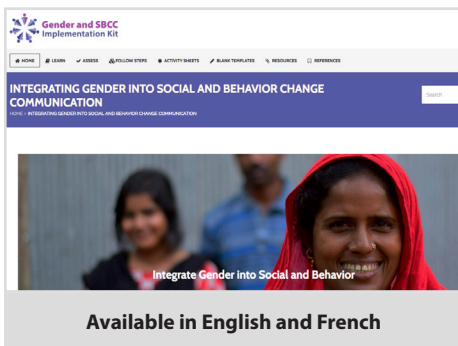 Gender and SBCC
Implementation Kit
HOME LEARN ASSESS FOLLOW STEPS ACTIVITY SHEETS BLANK TEMPLATES RESOURCES REFERENCES
INTEGRATING GENDER INTO SOCIAL AND BEHAVIOR CHANGE
COMMUNICATION
Search
HOME > INTEGRATING GENDER INTO SOCIAL AND BEHAVIOR CHANGE COMMUNICATION
Integrate Gender into Social and Behavior
Available in English and French